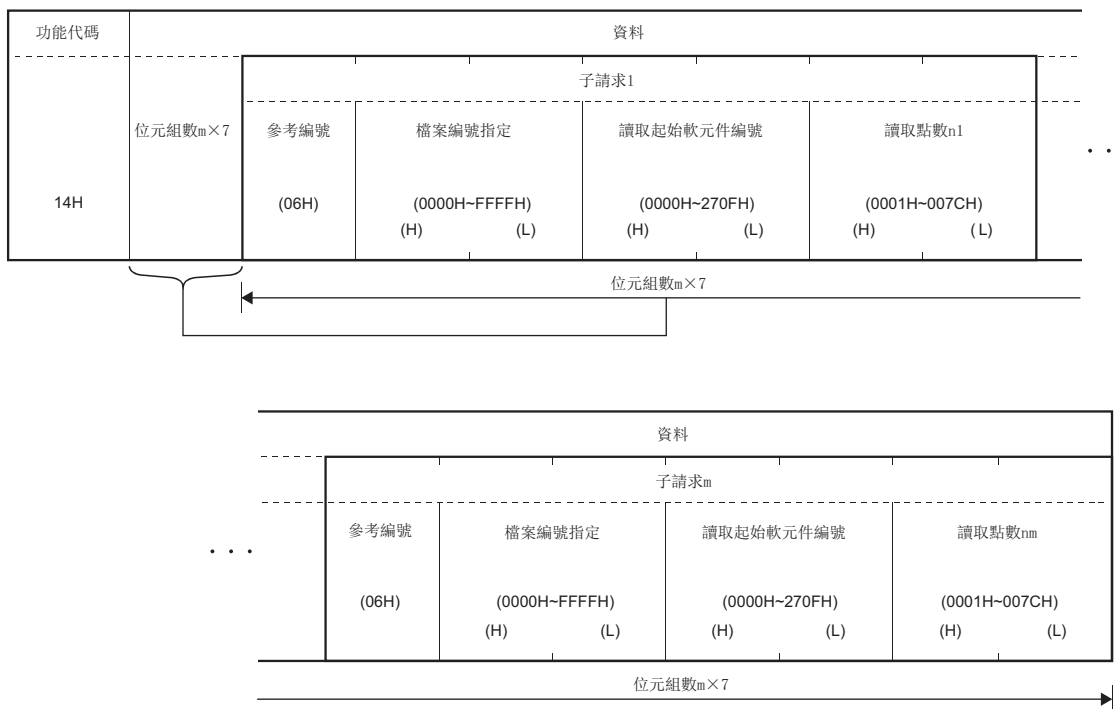 功能代碼 資料
子請求1
位元組數m×7 參考編號 檔案編號指定 讀取起始軟元件編號 讀取點數n1
. .
14H (06H) (0000H~FFFFH) (0000H~270FH) (0001H~007CH)
(H) (L) (H) (L) (H) (L)
位元組數m×7
資料
子請求m
參考編號 檔案編號指定 讀取起始軟元件編號 讀取點數nm
. . .
(06H) (0000H~FFFFH) (0000H~270FH) (0001H~007CH)
(H) (L) (H) (L) (H) (L)
位元組數m×7